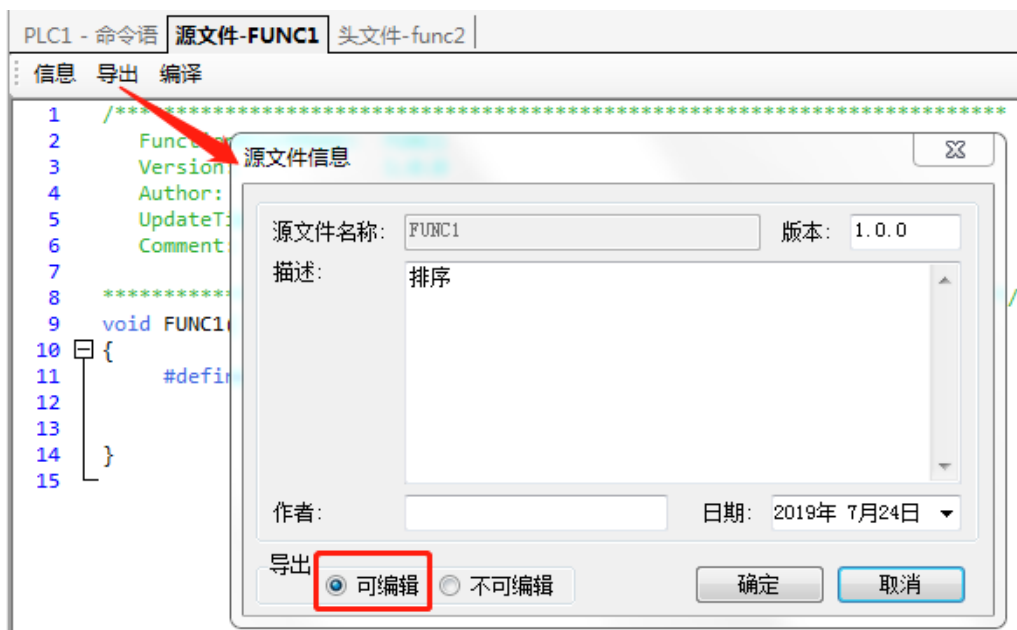 PLC1 - 命令语 源文件-FUNC1 头文件-func2
信息 导出 编译
1 /**************************************************************************
2 Function
3 Version
4 Author:
5 UpdateTi
6 Comment:
7
8 *********** /
9 void FUNC1(
10 {
11 #defin
12
13
14 }
15
源文件信息
源文件名称: FUNC1 版本: 1.0.0
描述: 排序
作者: 日期: 2019年 7月24日
导出 可编辑 不可编辑 确定 取消